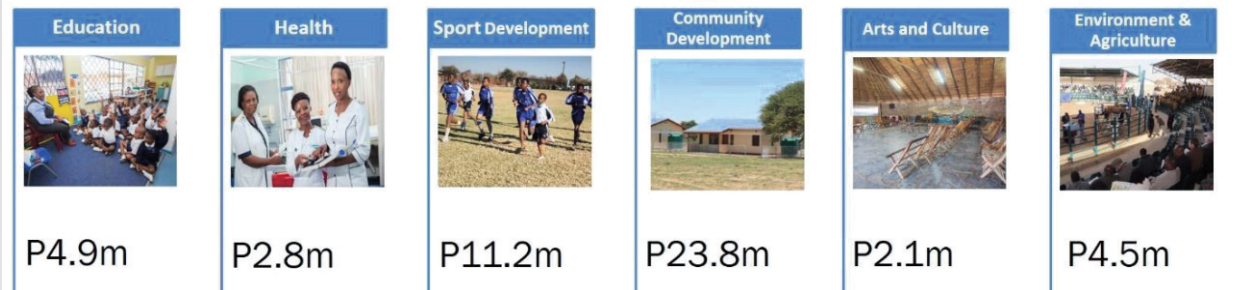 Education
Health
Sport Development
Community
Development
Arts and Culture
Environment &
Agriculture
P4.9m
P2.8m
P11.2m
P23.8m
P2.1m
P4.5m